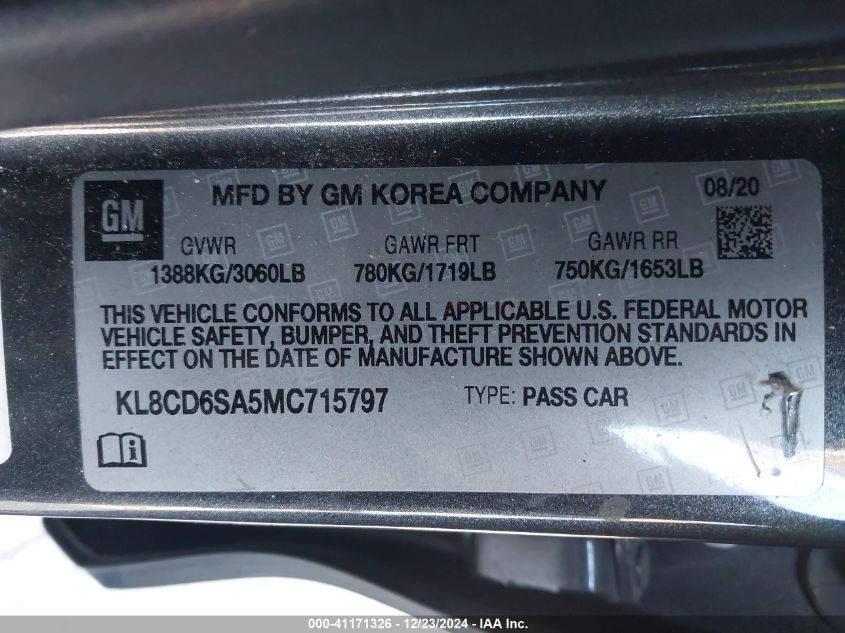 GM MFD BY GM KOREA COMPANY 08/20
GVWR GAWR FRT GAWR RR
1388KG/3060LB 780KG/1719LB 750KG/1653LB
THIS VEHICLE CONFORMS TO ALL APPLICABLE U.S. FEDERAL MOTOR
VEHICLE SAFETY, BUMPER, AND THEFT PREVENTION STANDARDS IN
EFFECT ON THE DATE OF MANUFACTURE SHOWN ABOVE.
KL8CD6SA5MC715797 TYPE: PASS CAR
000-41171326 - 12/23/2024 - IAA Inc.